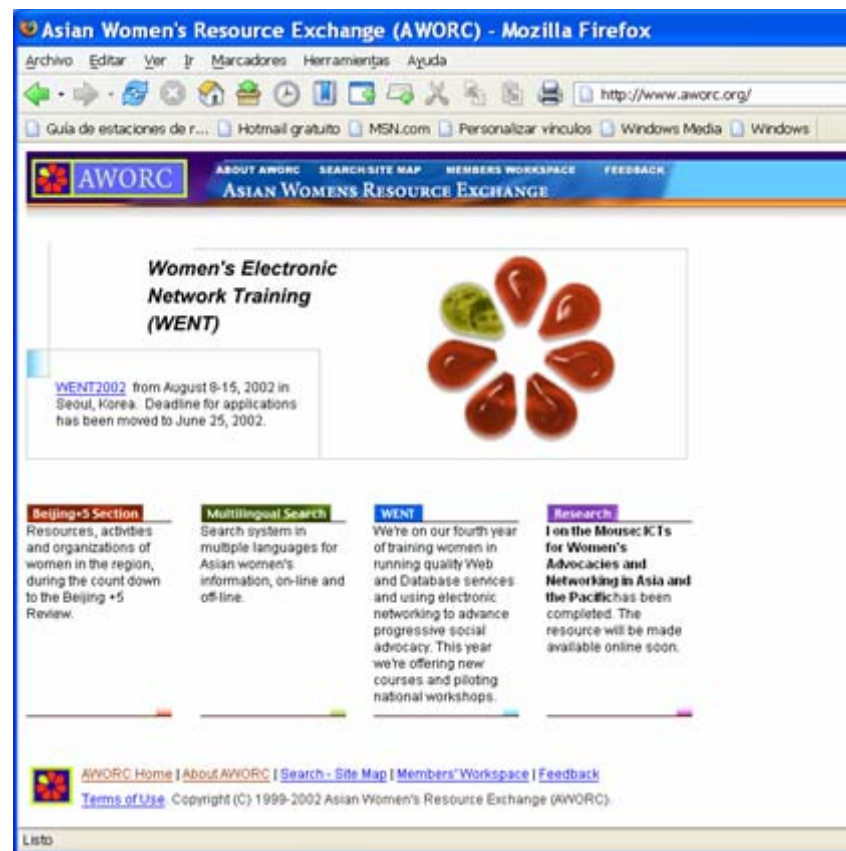 Asian Women's Resource Exchange (AWORC) - Mozilla Firefox
Archivo Editar Ver Ir Marcadores Herramientas Ayuda
http://www.aworc.org/
Guía de estaciones de r... Hotmail gratuito MSN.com Personalizar vínculos Windows Media Windows
AWORC
ABOUT AWORC SEARCH/SITE MAP MEMBERS WORKSPACE FEEDBACK
ASIAN WOMENS RESOURCE EXCHANGE
Women's Electronic
Network Training
(WENT)
WENT2002 from August 8-15, 2002 in
Seoul, Korea. Deadline for applications
has been moved to June 25, 2002.
Beijing+5 Section
Resources, activities
and organizations of
women in the region,
during the count down
to the Beijing +5
Review.
Multilingual Search
Search system in
multiple languages for
Asian women's
information, on-line and
off-line.
WENT
We're on our fourth year
of training women in
running quality Web
and Database services
and using electronic
networking to advance
progressive social
advocacy. This year
we're offering new
courses and piloting
national workshops.
Research
I on the Mouse: ICTs
for Women's
Advocacies and
Networking in Asia and
the Pacific has been
completed. The
resource will be made
available online soon.
AWORC Home | About AWORC | Search - Site Map | Members' Workspace | Feedback
Terms of Use Copyright (C) 1999-2002 Asian Women's Resource Exchange (AWORC).
Listo